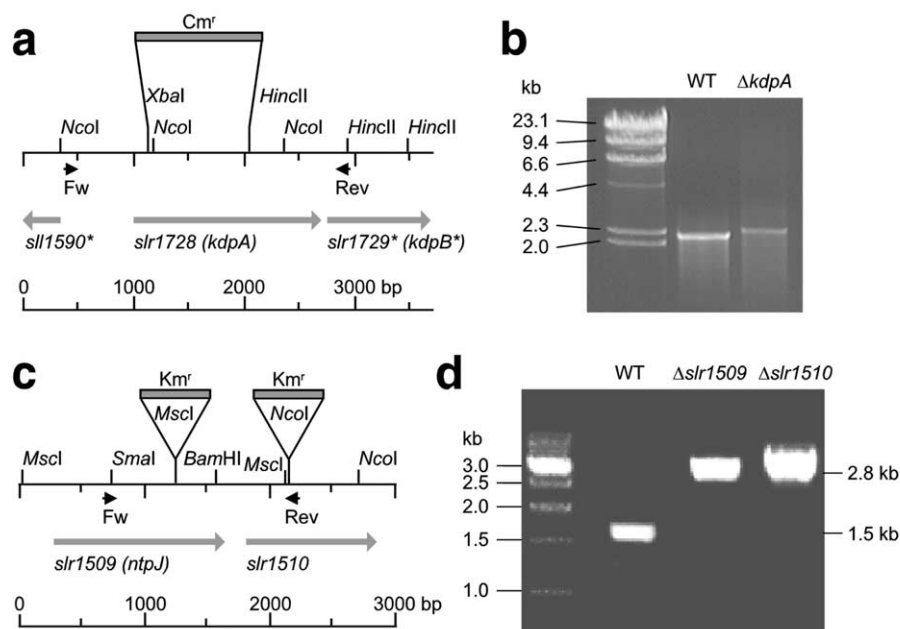 a
Cmʳ
XbaI HincII
NcoI NcoI NcoI HincII HincII
Fw Rev
sll1590* slr1728 (kdpA) slr1729* (kdpB*)
0 1000 2000 3000 bp
b
kb WT ΔkdpA
23.1
9.4
6.6
4.4
2.3
2.0
c
Kmʳ Kmʳ
MscI NcoI
MscI SmaI BamHI MscI NcoI
Fw Rev
slr1509 (ntpJ) slr1510
0 1000 2000 3000 bp
d
WT Δslr1509 Δslr1510
kb
3.0
2.5
2.0
1.5
1.0
2.8 kb
1.5 kb